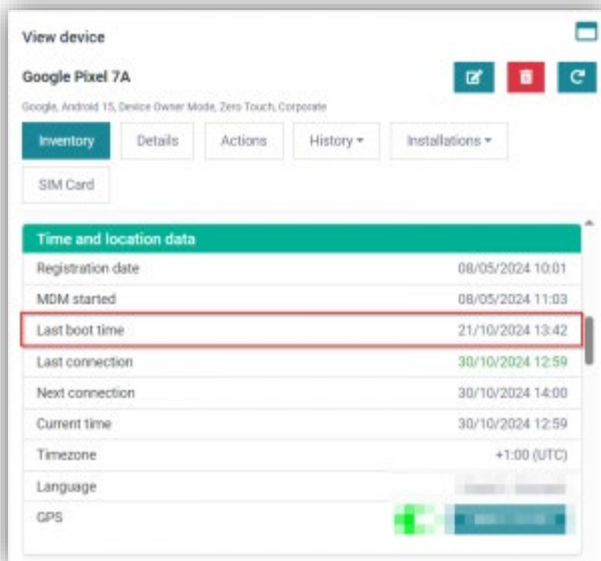 View device
Google Pixel 7A
Google, Android 15, Device Owner Mode, Zero Touch, Corporate
Inventory Details Actions History Installations
SIM Card
Time and location data
Registration date 08/05/2024 10:01
MDM started 08/05/2024 11:03
Last boot time 21/10/2024 13:42
Last connection 30/10/2024 12:59
Next connection 30/10/2024 14:00
Current time 30/10/2024 12:59
Timezone +1:00 (UTC)
Language
GPS